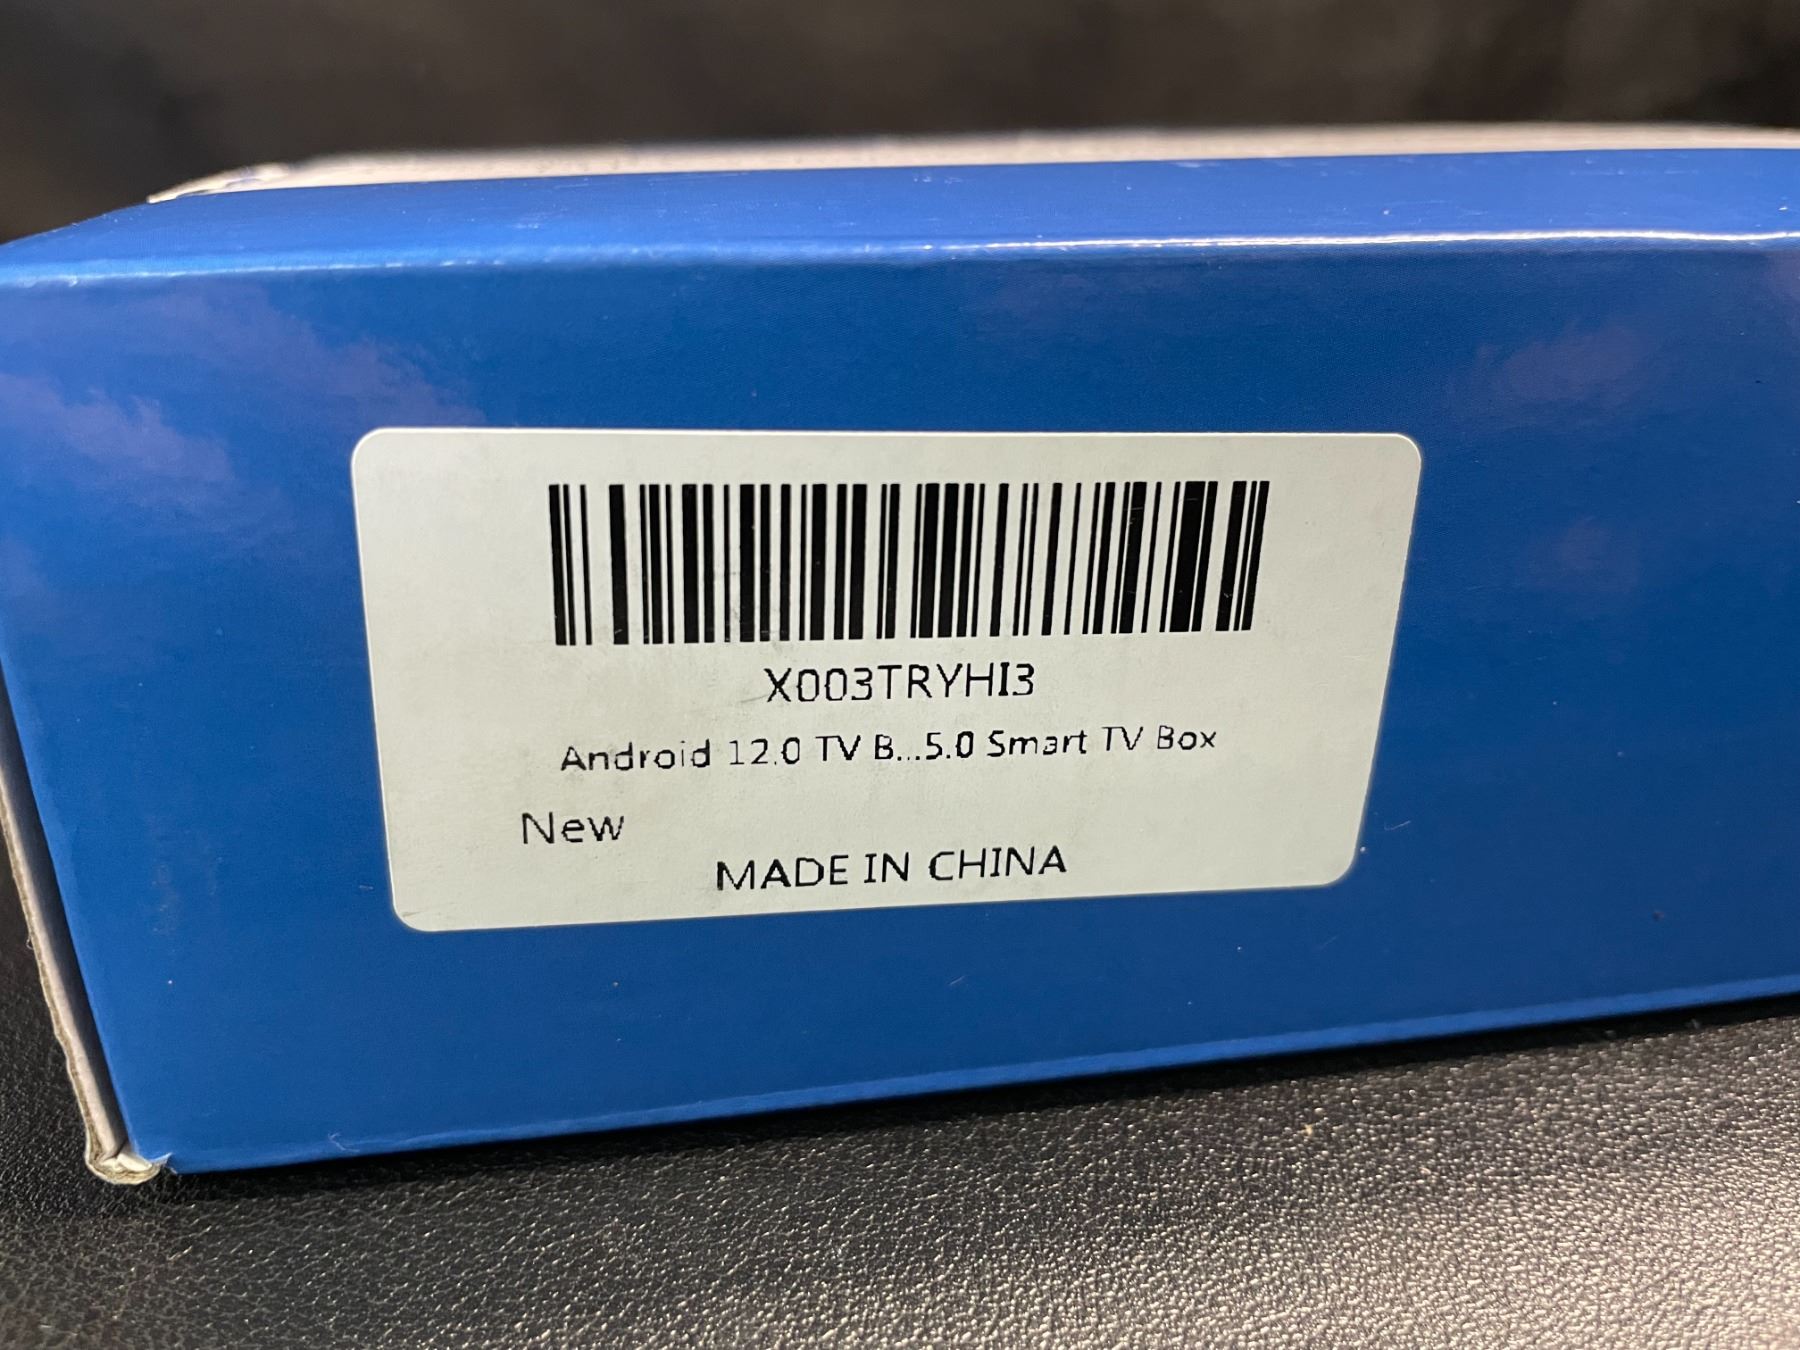 X003TRYHI3
Android 12.0 TV B...5.0 Smart TV Box
New
MADE IN CHINA